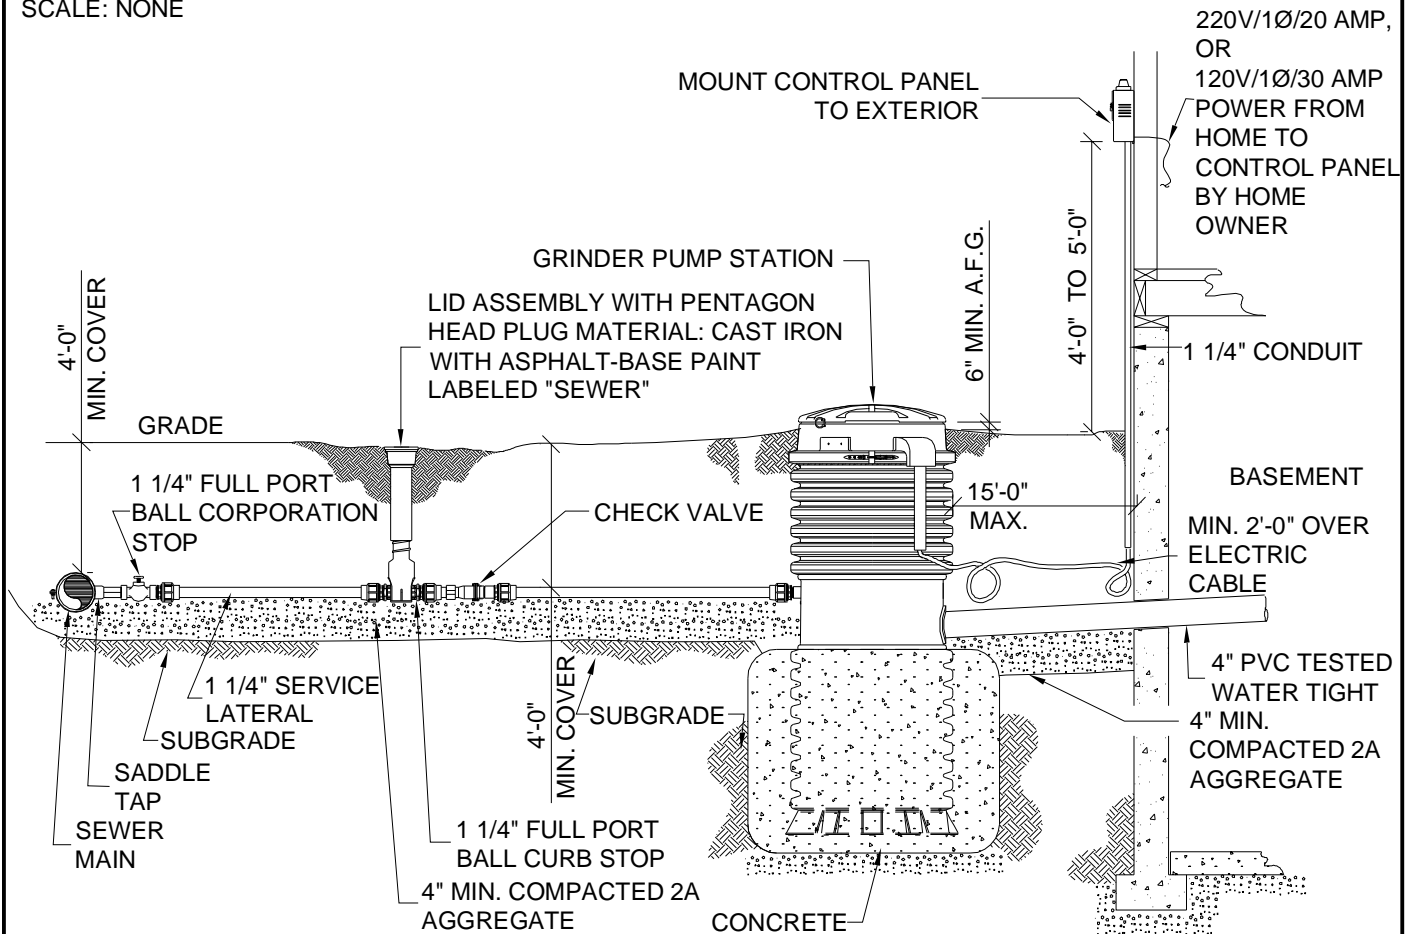 SCALE: NONE
220V/1Ø/20 AMP,
OR
120V/1Ø/30 AMP
POWER FROM
HOME TO
CONTROL PANEL
BY HOME
OWNER
MOUNT CONTROL PANEL
TO EXTERIOR
GRINDER PUMP STATION
6" MIN. A.F.G.
4'-0" TO 5'-0"
LID ASSEMBLY WITH PENTAGON
HEAD PLUG MATERIAL: CAST IRON
WITH ASPHALT-BASE PAINT
LABELED "SEWER"
4'-0"
MIN. COVER
1 1/4" CONDUIT
GRADE
1 1/4" FULL PORT
BALL CORPORATION
STOP
CHECK VALVE
15'-0"
MAX.
BASEMENT
MIN. 2'-0" OVER
ELECTRIC
CABLE
1 1/4" SERVICE
LATERAL
SUBGRADE
SADDLE
TAP
SEWER
MAIN
4'-0"
MIN. COVER
SUBGRADE
4" PVC TESTED
WATER TIGHT
4" MIN.
COMPACTED 2A
AGGREGATE
1 1/4" FULL PORT
BALL CURB STOP
4" MIN. COMPACTED 2A
AGGREGATE
CONCRETE